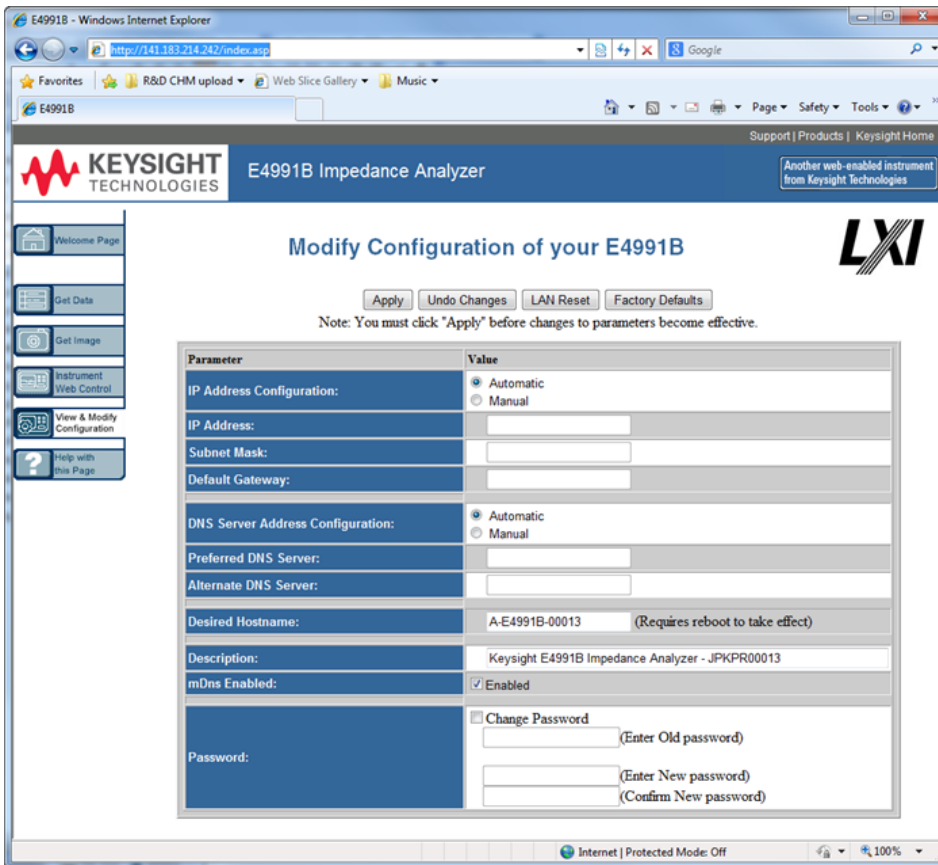 E4991B - Windows Internet Explorer
http://141.183.214.242/index.asp
Google
Favorites
R&D CHM upload
Web Slice Gallery
Music
E4991B
Page
Safety
Tools
Support | Products | Keysight Home
KEYSIGHT
TECHNOLOGIES
E4991B Impedance Analyzer
Another web-enabled instrument
from Keysight Technologies
Welcome Page
Get Data
Get Image
Instrument
Web Control
View & Modify
Configuration
Help with
this Page
Modify Configuration of your E4991B
LXI
Apply
Undo Changes
LAN Reset
Factory Defaults
Note: You must click "Apply" before changes to parameters become effective.
Parameter Value
IP Address Configuration:
Automatic
Manual
IP Address:
Subnet Mask:
Default Gateway:
DNS Server Address Configuration:
Automatic
Manual
Preferred DNS Server:
Alternate DNS Server:
Desired Hostname: A-E4991B-00013 (Requires reboot to take effect)
Description: Keysight E4991B Impedance Analyzer - JPKPR00013
mDns Enabled: Enabled
Password:
Change Password
(Enter Old password)
(Enter New password)
(Confirm New password)
Internet | Protected Mode: Off
100%